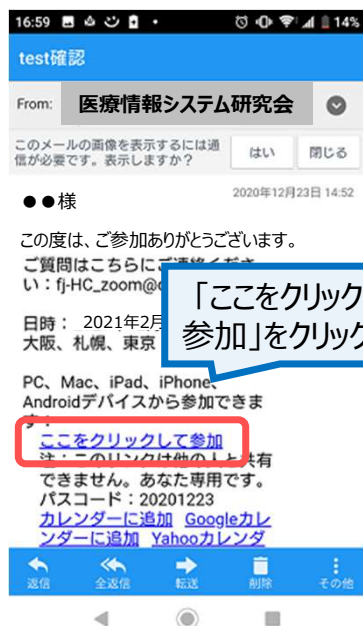 16:59
14%
test確認
From: 医療情報システム研究会
このメールの画像を表示するには通
信が必要です。表示しますか?
はい
閉じる
●●様
2020年12月23日 14:52
この度は、ご参加ありがとうございます。
ご質問はこちらに
い:fj-HC_zoom@
日時: 2021年2月
大阪、札幌、東京
「ここをクリック
参加」をクリック
PC、Mac、iPad、iPhone、
Androidデバイスから参加できま
す:
ここをクリックして参加
注:このリンクは他の人と共有
できません。あなた専用です。
パスコード:20201223
カレンダーに追加 Googleカレ
ンダーに追加 Yahooカレンダ
返信 全返信 転送 削除 その他